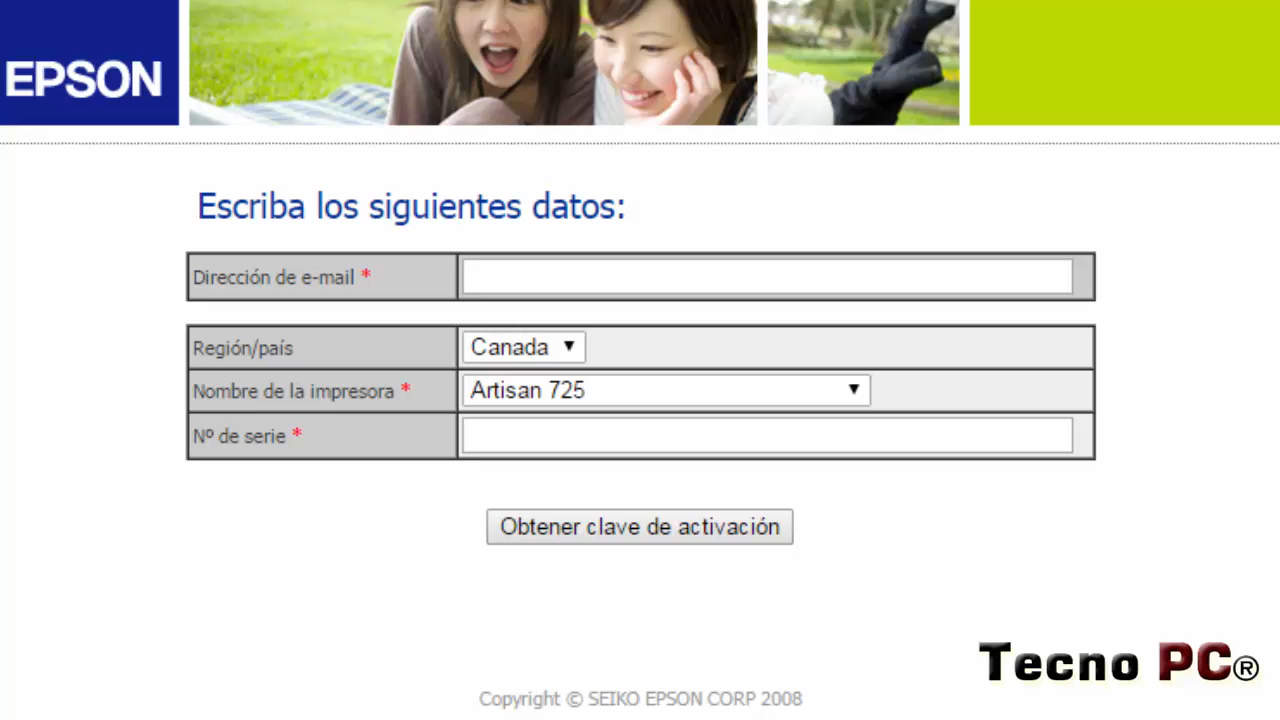 EPSON
Escriba los siguientes datos:
Dirección de e-mail *
Región/país Canada
Nombre de la impresora * Artisan 725
Nº de serie *
Obtener clave de activación
Tecno PC®
Copyright © SEIKO EPSON CORP 2008